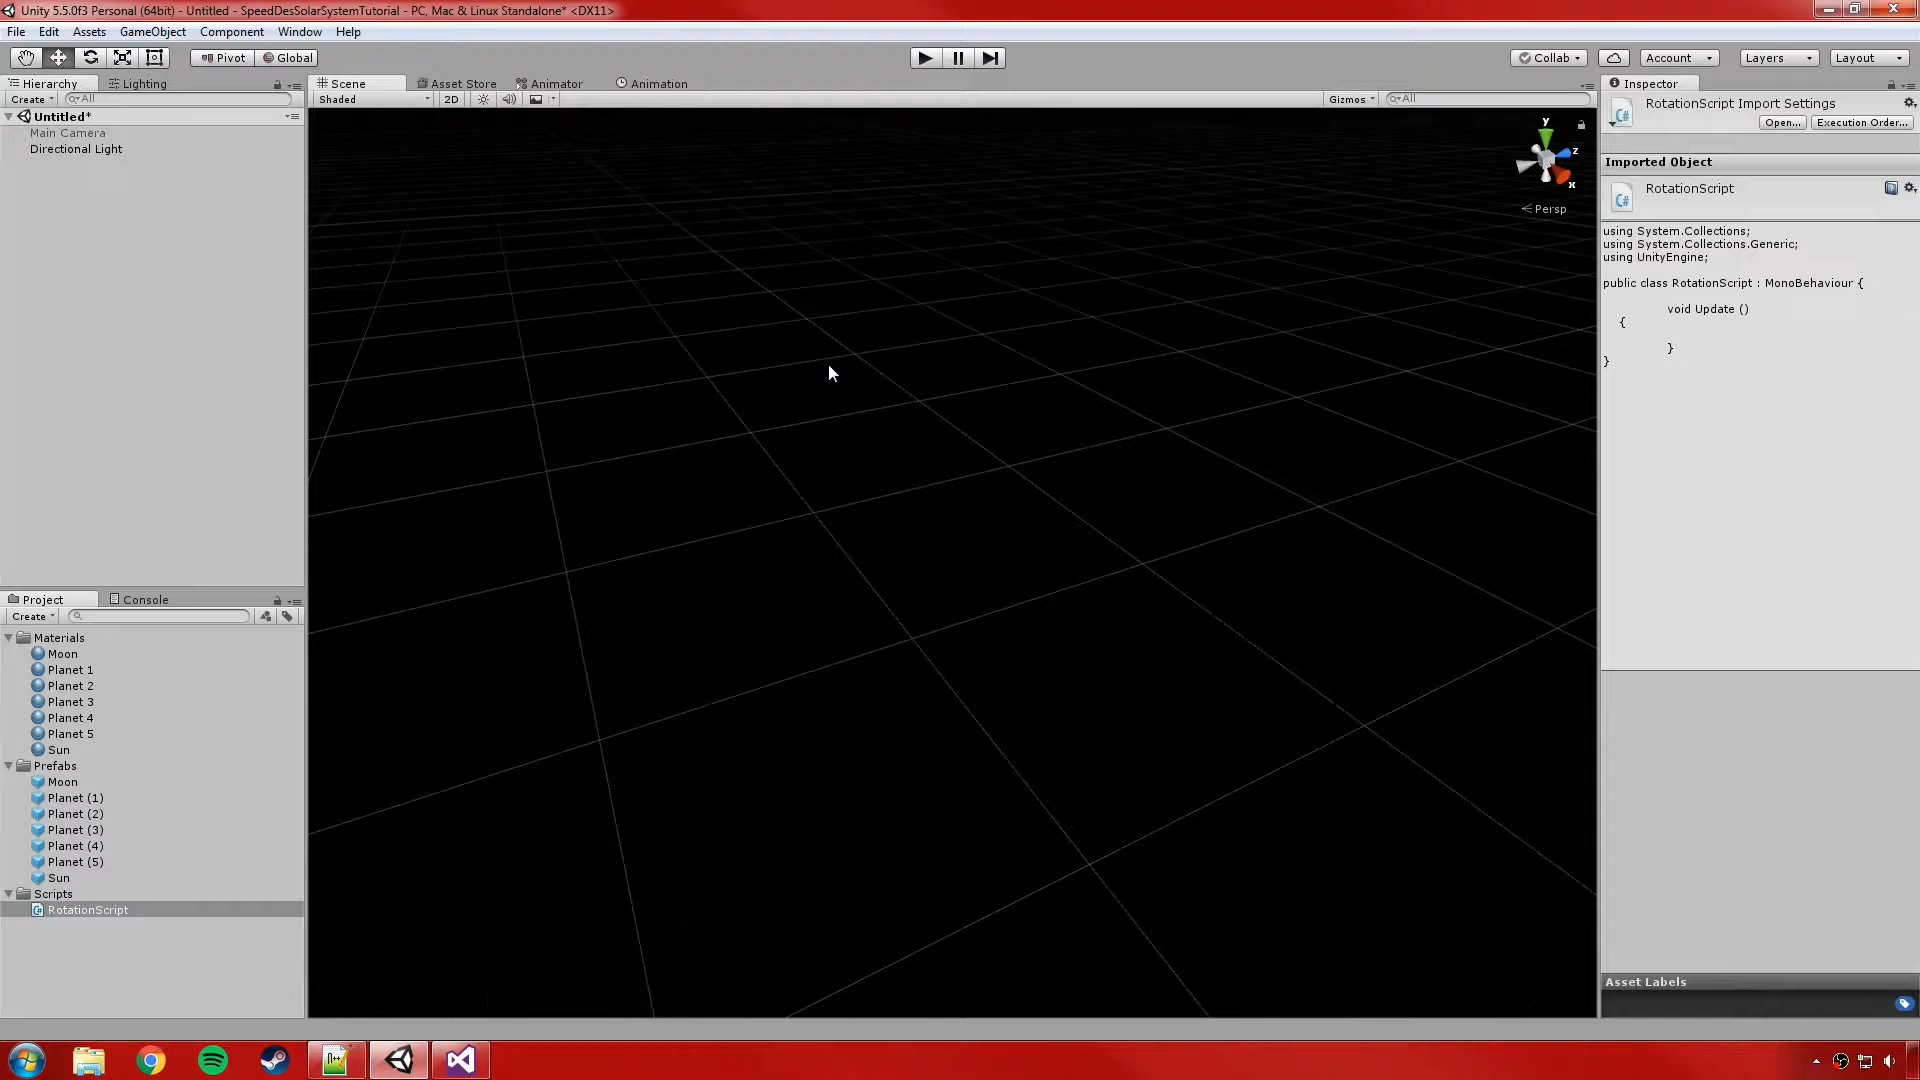 Unity 5.5.0f3 Personal (64bit) - Untitled - SpeedDesSolarSystemTutorial - PC, Mac & Linux Standalone* <DX11>
File Edit Assets GameObject Component Window Help
Pivot Global Collab Account Layers Layout
Hierarchy Lighting Scene Asset Store Animator Animation Inspector
Create All Shaded 2D Gizmos All
Untitled*
Main Camera
Directional Light
y
z
x
Persp
RotationScript Import Settings
Open... Execution Order...
Imported Object
RotationScript
C#
using System.Collections;
using System.Collections.Generic;
using UnityEngine;
public class RotationScript : MonoBehaviour {
void Update ()
{
}
}
Project Console
Create
Materials
Moon
Planet 1
Planet 2
Planet 3
Planet 4
Planet 5
Sun
Prefabs
Moon
Planet (1)
Planet (2)
Planet (3)
Planet (4)
Planet (5)
Sun
Scripts
RotationScript
Asset Labels